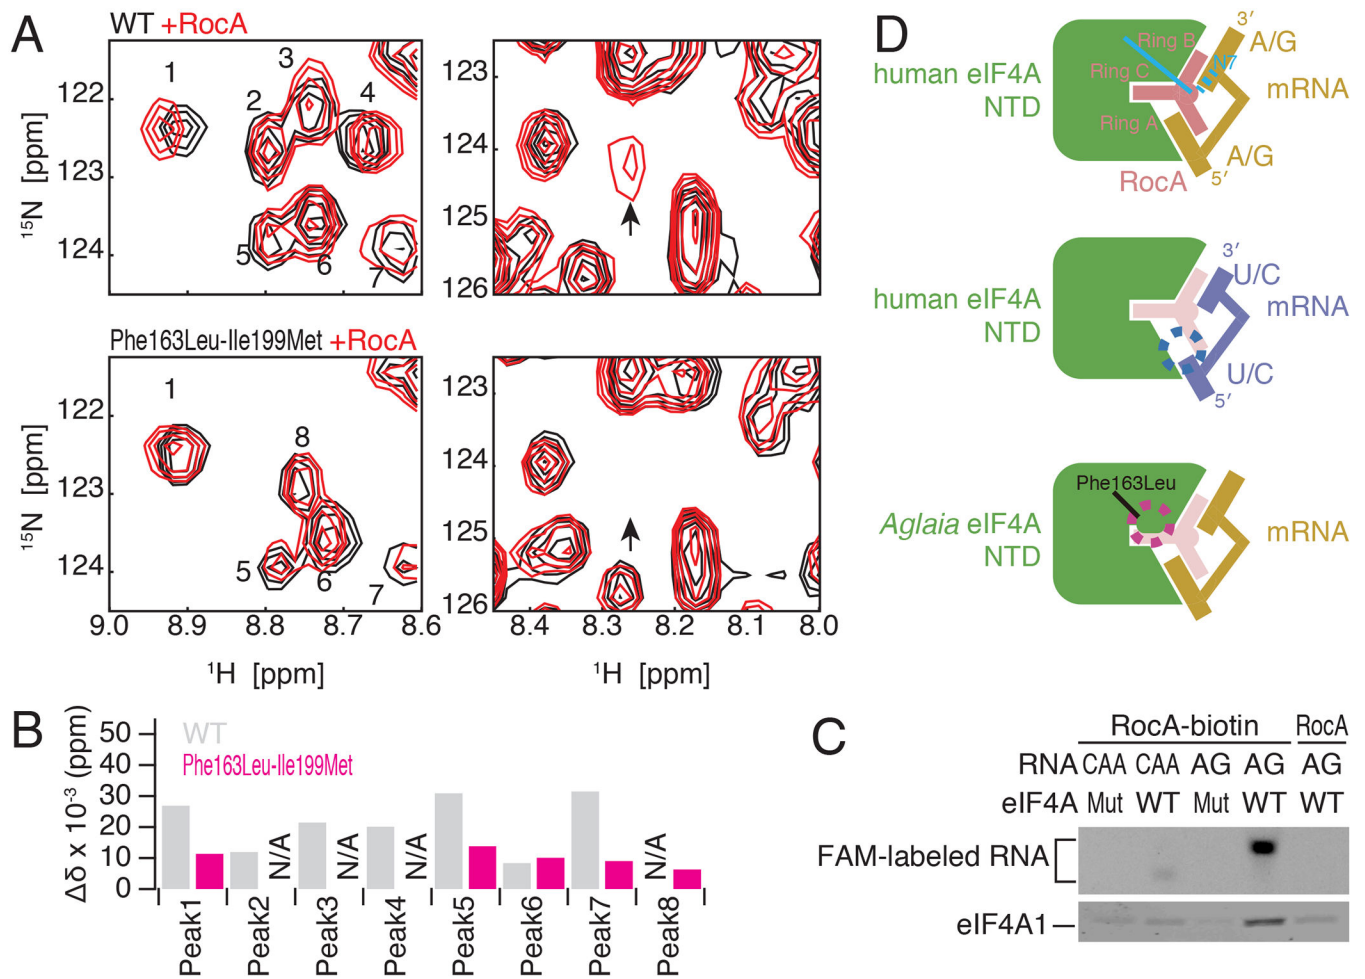 A
WT +RocA
1
2
3
4
5
6
7
122
123
124
15N [ppm]
123
124
125
126
15N [ppm]
Phe163Leu-Ile199Met +RocA
1
8
5
6
7
122
123
124
15N [ppm]
9.0 8.9 8.8 8.7 8.6
1H [ppm]
123
124
125
126
15N [ppm]
8.4 8.3 8.2 8.1 8.0
1H [ppm]
B
WT
Phe163Leu-Ile199Met
Δδ x 10-3 (ppm)
50
40
30
20
10
0
N/A N/A N/A N/A
Peak1 Peak2 Peak3 Peak4 Peak5 Peak6 Peak7 Peak8
C
RocA-biotin RocA
RNA CAA CAA AG AG AG
eIF4A Mut WT Mut WT WT
FAM-labeled RNA
eIF4A1
D
human eIF4A
NTD
Ring B
Ring C
Ring A
N7
3′
A/G
mRNA
A/G
5′
RocA
human eIF4A
NTD
3′
U/C
mRNA
U/C
5′
Phe163Leu
Aglaia eIF4A
NTD
mRNA